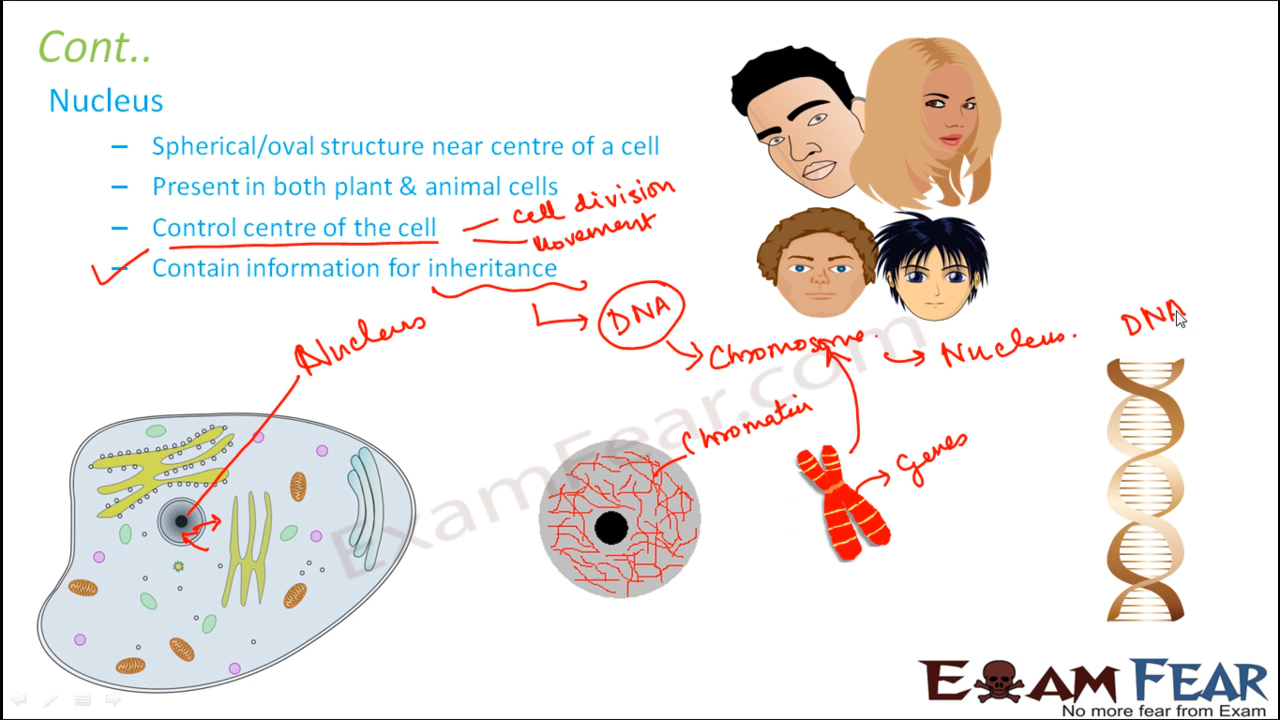 Cont..
Nucleus
– Spherical/oval structure near centre of a cell
– Present in both plant & animal cells
– Control centre of the cell
– Contain information for inheritance
cell division
Movement
DNA
Chromosome.
Nucleus.
DNA
Nucleus
Chromatin
Genes
ExamFear.com
EXAM FEAR
No more fear from Exam